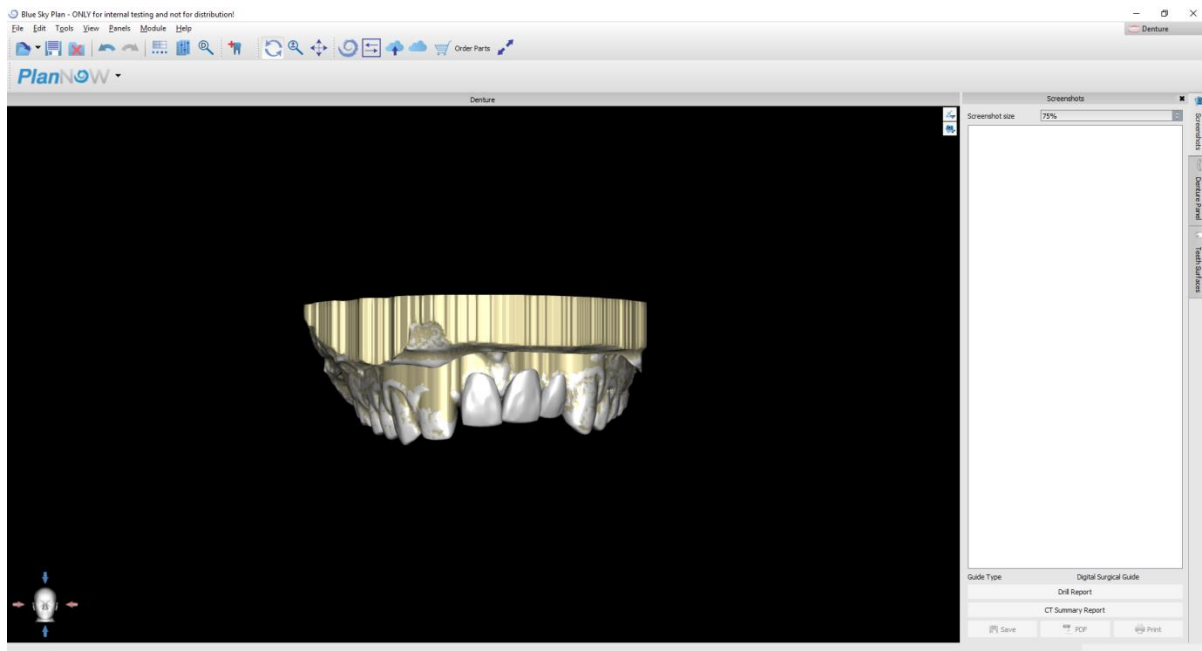 Blue Sky Plan - ONLY for internal testing and not for distribution!
File Edit Tools View Panels Module Help
Denture
Order Parts
PlanNOW
Denture
Screenshots
Screenshot size 75%
Screenshots
Denture Panel
Teeth Surfaces
Guide Type Digital Surgical Guide
Drill Report
CT Summary Report
Save PDF Print